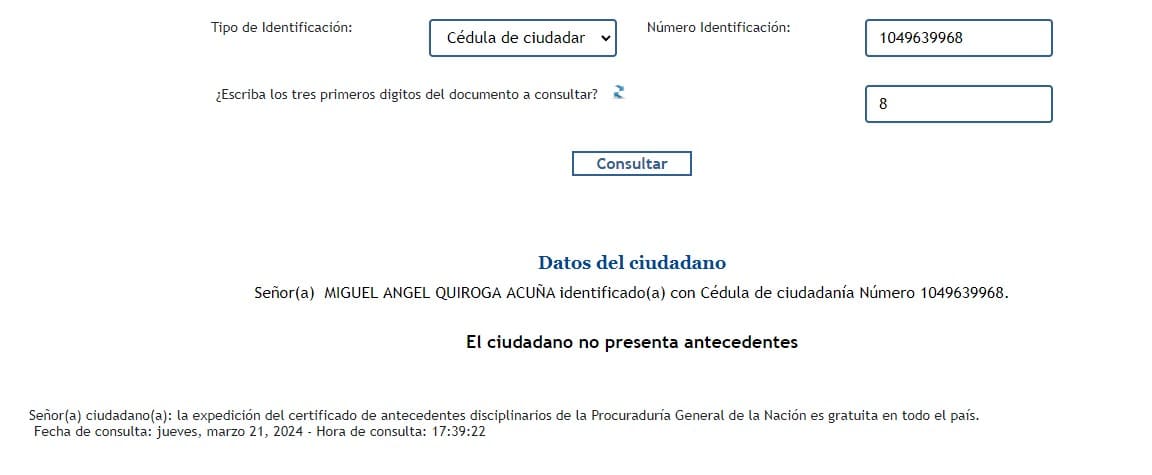 Tipo de Identificación: Cédula de ciudadar Número Identificación: 1049639968
¿Escriba los tres primeros digitos del documento a consultar? 8
Consultar
Datos del ciudadano
Señor(a) MIGUEL ANGEL QUIROGA ACUÑA identificado(a) con Cédula de ciudadanía Número 1049639968.
El ciudadano no presenta antecedentes
Señor(a) ciudadano(a): la expedición del certificado de antecedentes disciplinarios de la Procuraduría General de la Nación es gratuita en todo el país.
Fecha de consulta: jueves, marzo 21, 2024 - Hora de consulta: 17:39:22